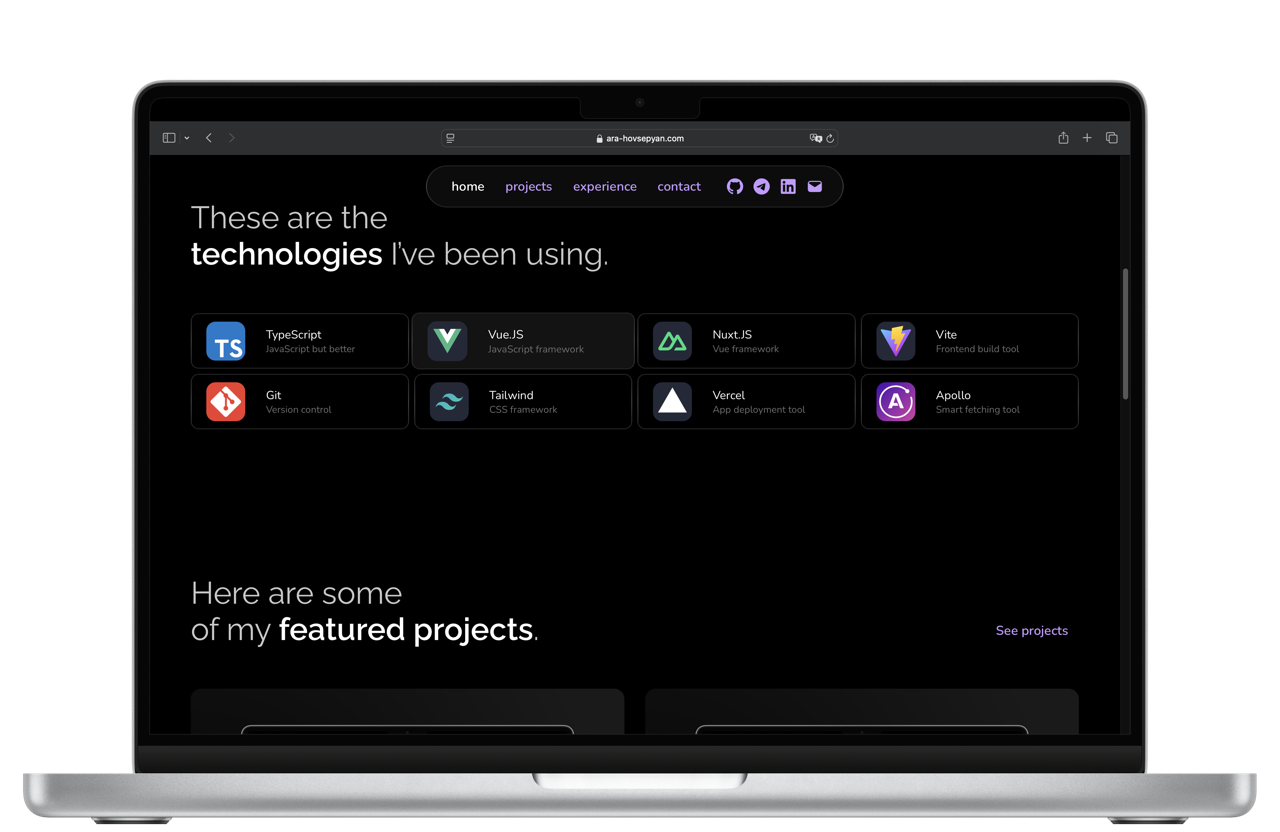 ara-hovsepyan.com
home projects experience contact in
These are the
technologies I've been using.
TS TypeScript
JavaScript but better
Vue.JS
JavaScript framework
Nuxt.JS
Vue framework
Vite
Frontend build tool
Git
Version control
Tailwind
CSS framework
Vercel
App deployment tool
A Apollo
Smart fetching tool
Here are some
of my featured projects.
See projects